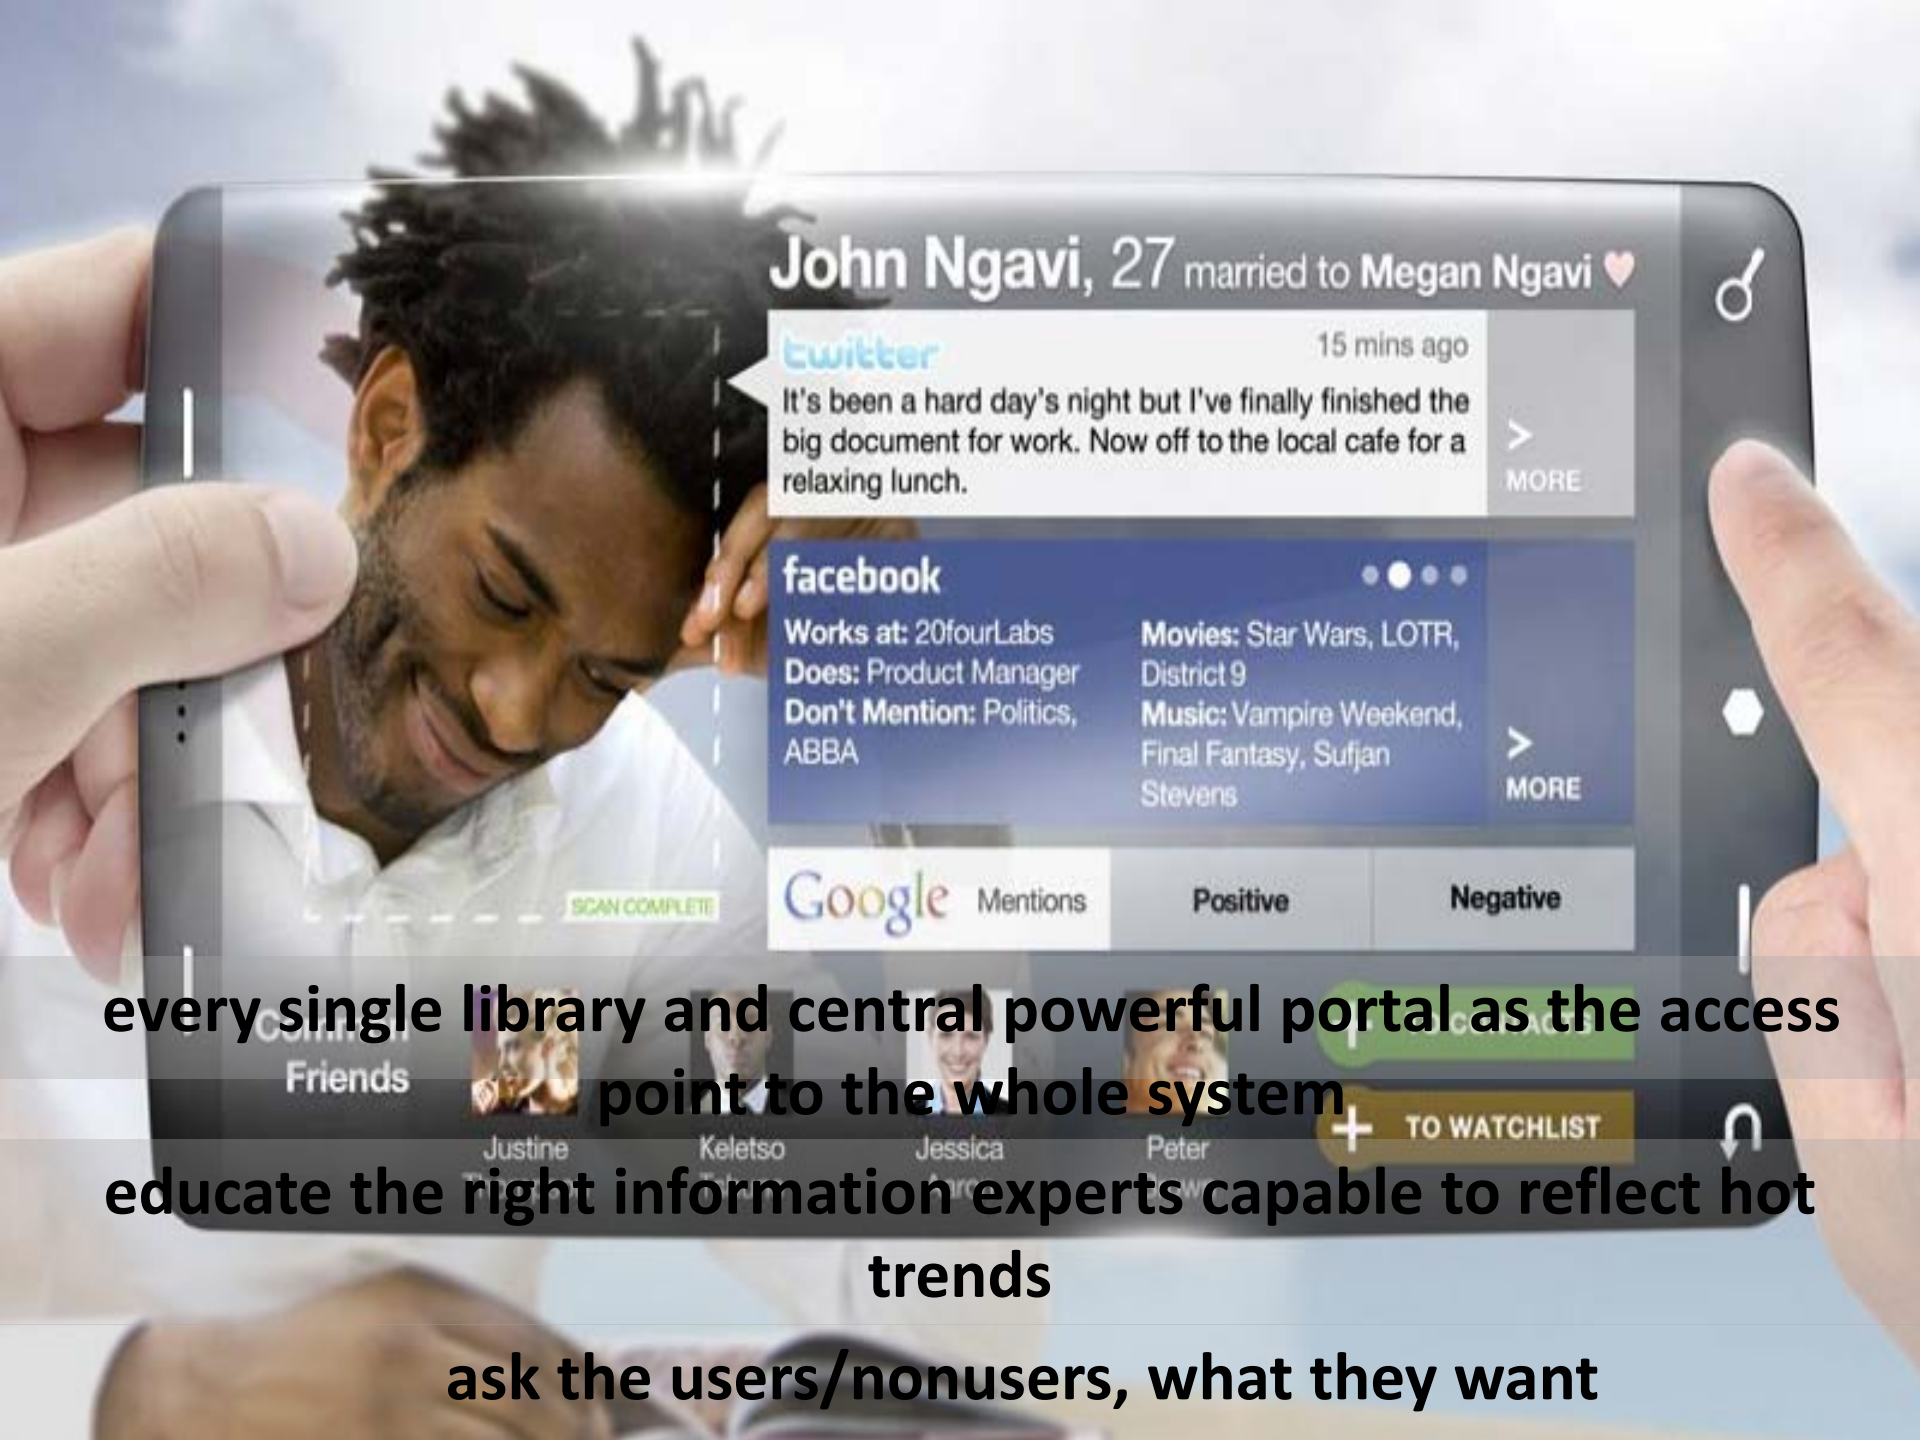 John Ngavi, 27 married to Megan Ngavi
twitter
15 mins ago
It's been a hard day's night but I've finally finished the
big document for work. Now off to the local cafe for a
relaxing lunch.
>
MORE
facebook
Works at: 20fourLabs
Does: Product Manager
Don't Mention: Politics,
ABBA
Movies: Star Wars, LOTR,
District 9
Music: Vampire Weekend,
Final Fantasy, Sufjan
Stevens
>
MORE
SCAN COMPLETE
Google Mentions
Positive
Negative
every single library and central powerful portal as the access
point to the whole system
Common
Friends
+ TO CONTACTS
+ TO WATCHLIST
Justine
Keletso
Jessica
Peter
educate the right information experts capable to reflect hot
trends
ask the users/nonusers, what they want